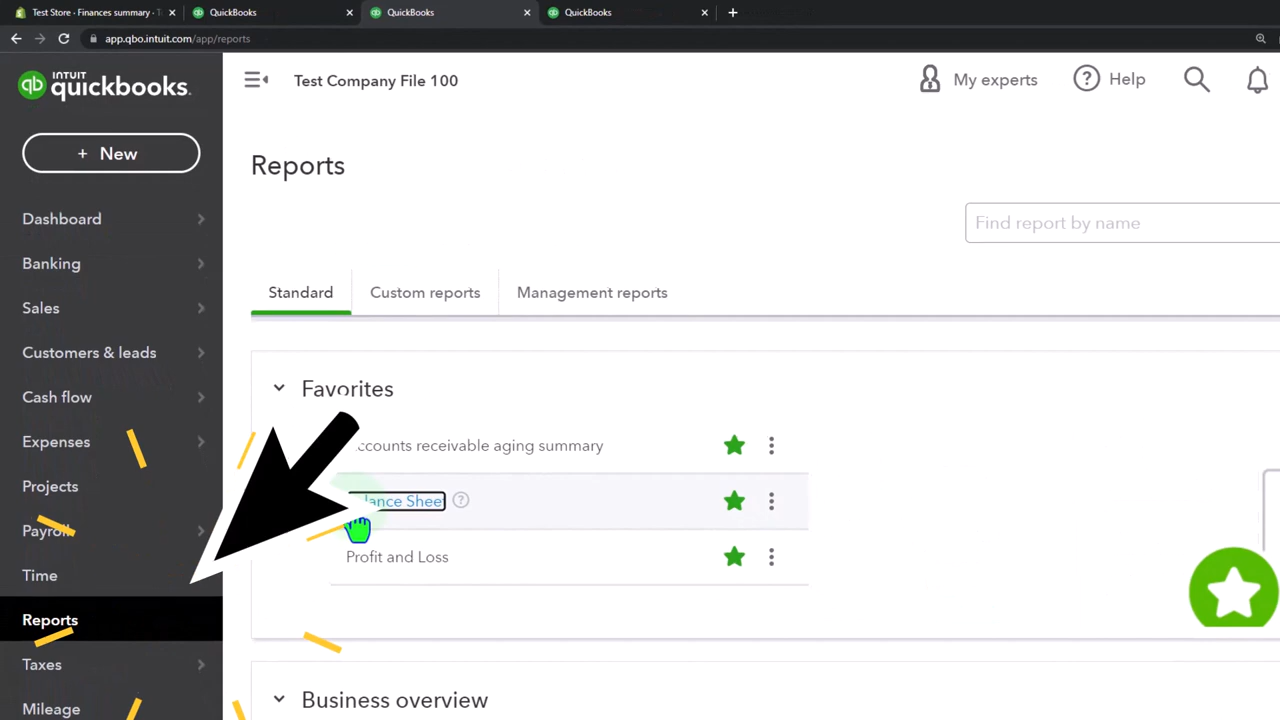 Test Store · Finances summary · T
QuickBooks
QuickBooks
QuickBooks
app.qbo.intuit.com/app/reports
INTUIT
qb quickbooks.
Test Company File 100
My experts
Help
+ New
Reports
Dashboard
Find report by name
Banking
Standard
Custom reports
Management reports
Sales
Customers & leads
Favorites
Cash flow
Expenses
ccounts receivable aging summary
Projects
lance Sheet
Payroll
Profit and Loss
Time
Reports
Taxes
Business overview
Mileage